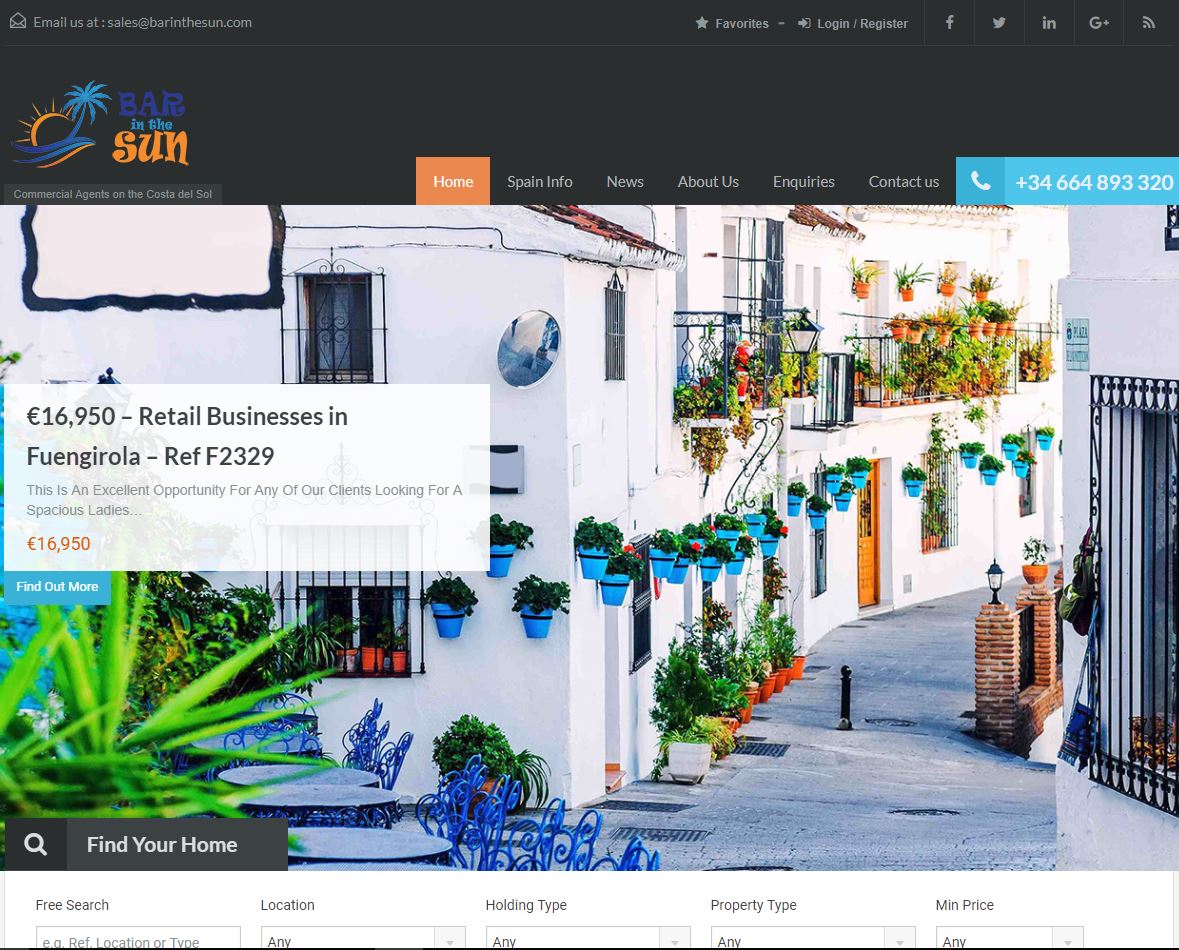 Email us at : sales@barinthesun.com
Favorites - Login / Register
BAR
in the
SUN
Commercial Agents on the Costa del Sol
Home Spain Info News About Us Enquiries Contact us +34 664 893 320
PLAZA
€16,950 – Retail Businesses in
Fuengirola – Ref F2329
This Is An Excellent Opportunity For Any Of Our Clients Looking For A
Spacious Ladies…
€16,950
Find Out More
Find Your Home
Free Search Location Holding Type Property Type Min Price
e.g. Ref, Location or Type Any Any Any Any